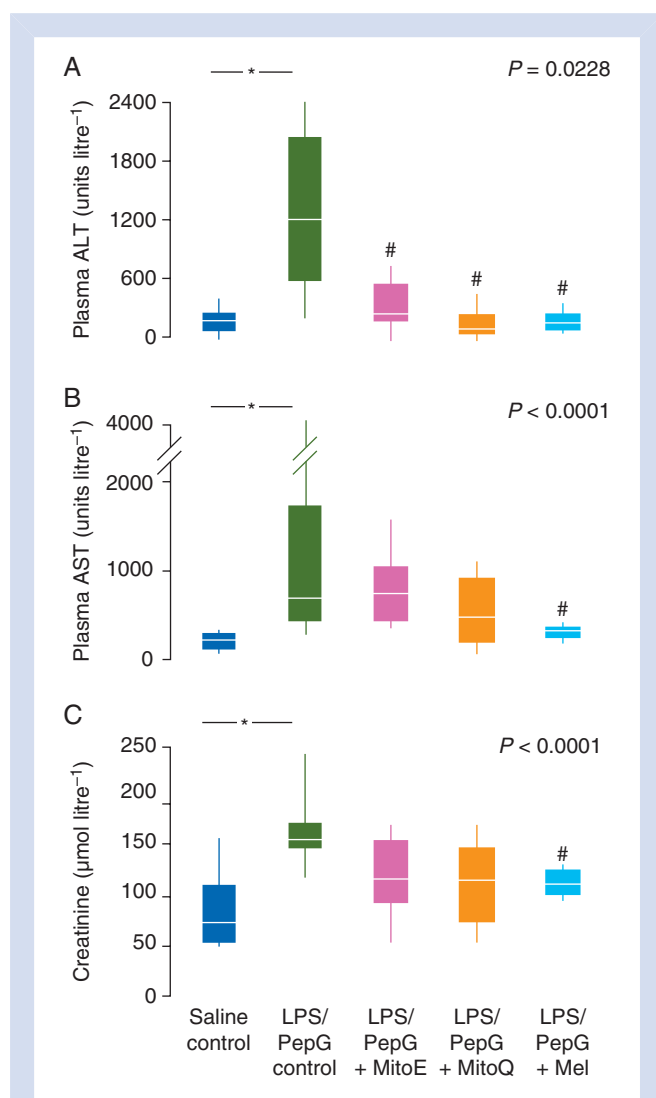 A
*
P = 0.0228
Plasma ALT (units litre⁻¹)
2400
1800
1200
600
0
#
#
#
B
*
P < 0.0001
Plasma AST (units litre⁻¹)
4000
2000
1000
0
#
C
*
P < 0.0001
Creatinine (µmol litre⁻¹)
250
200
150
100
50
0
#
Saline
control
LPS/
PepG
control
LPS/
PepG
+ MitoE
LPS/
PepG
+ MitoQ
LPS/
PepG
+ Mel